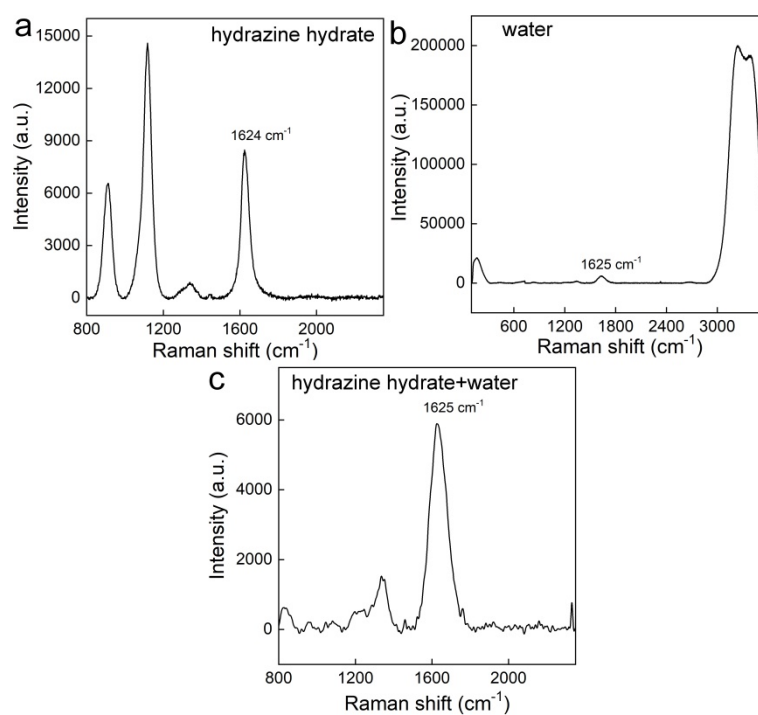 a
hydrazine hydrate
15000
12000
9000
6000
3000
0
1624 cm⁻¹
800 1200 1600 2000
Raman shift (cm⁻¹)
Intensity (a.u.)
b
water
200000
150000
100000
50000
0
1625 cm⁻¹
600 1200 1800 2400 3000
Raman shift (cm⁻¹)
Intensity (a.u.)
c
hydrazine hydrate+water
1625 cm⁻¹
6000
4000
2000
0
800 1200 1600 2000
Raman shift (cm⁻¹)
Intensity (a.u.)